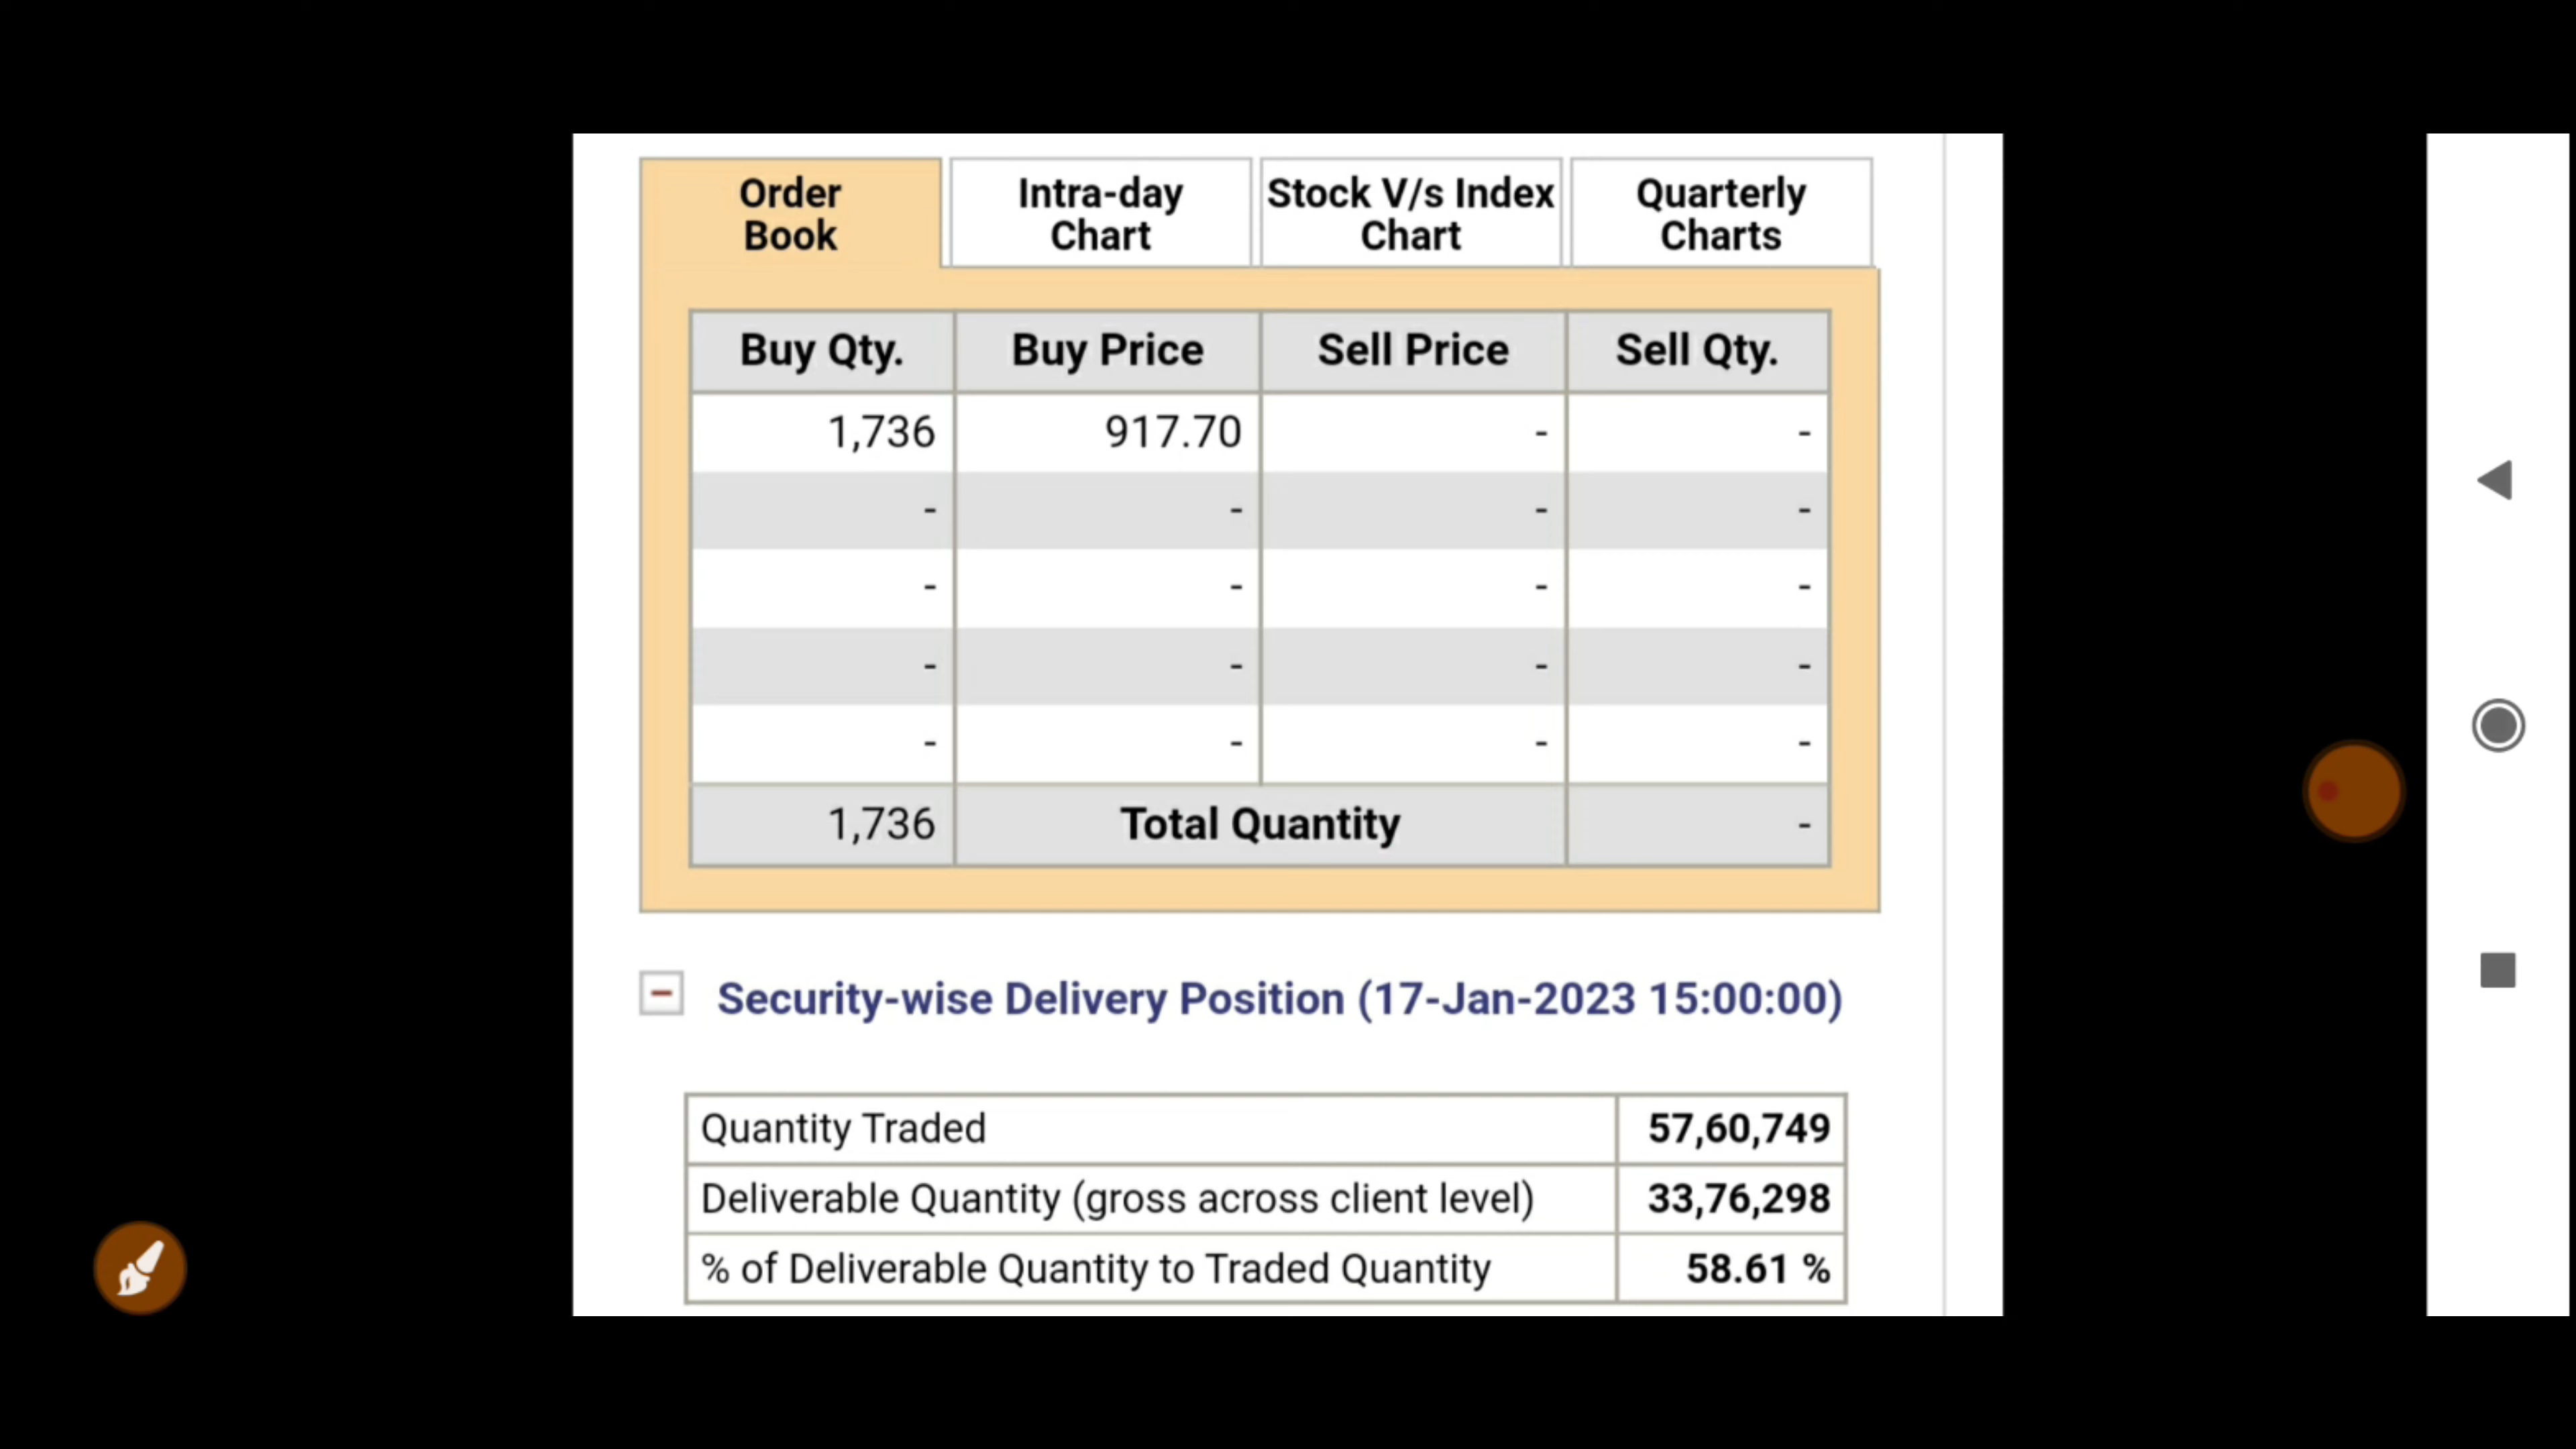 Order Book
Intra-day Chart
Stock V/s Index Chart
Quarterly Charts
Buy Qty. Buy Price Sell Price Sell Qty.
1,736 917.70 - -
- - - -
- - - -
- - - -
- - - -
1,736 Total Quantity -
Security-wise Delivery Position (17-Jan-2023 15:00:00)
Quantity Traded 57,60,749
Deliverable Quantity (gross across client level) 33,76,298
% of Deliverable Quantity to Traded Quantity 58.61 %